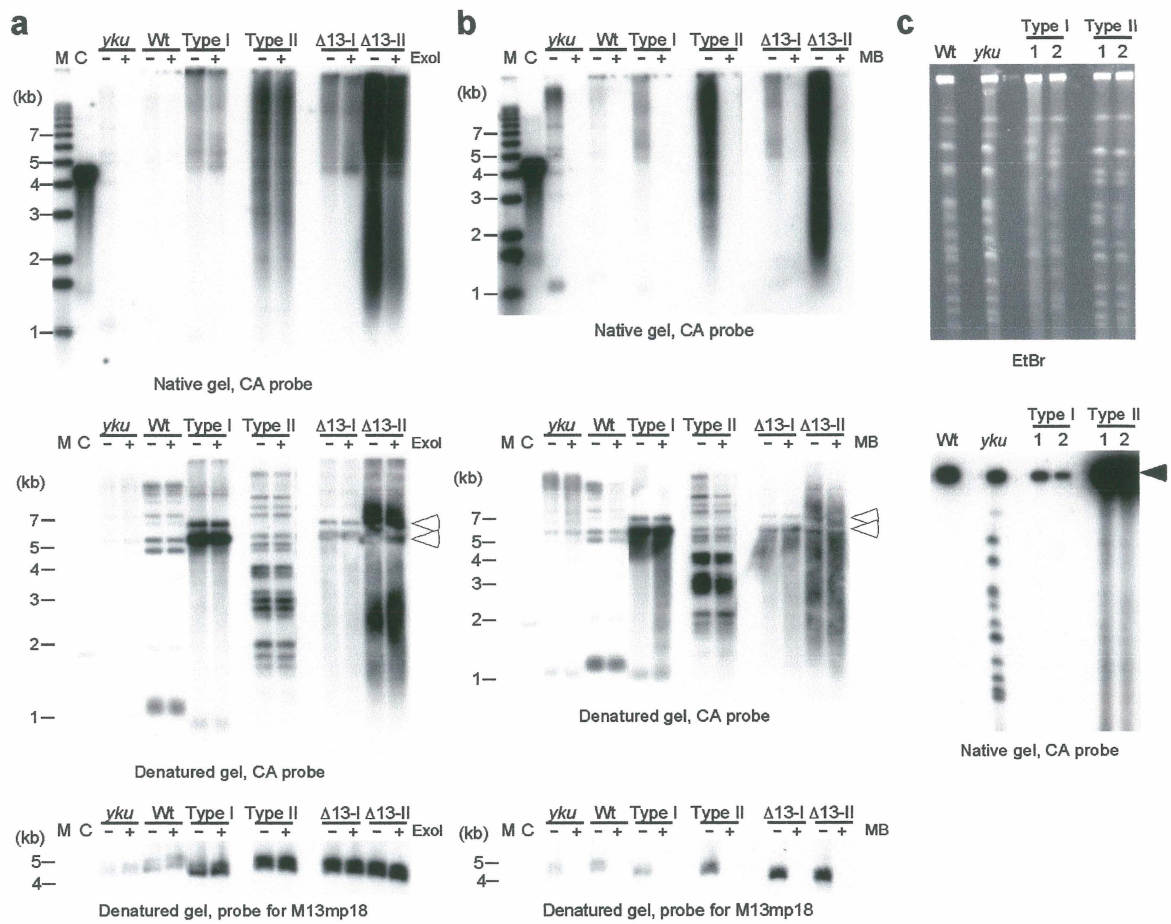 a
yku Wt Type I Type II Δ13-I Δ13-II
M C - + - + - + - + - + - + ExoI
(kb)
7
5
4
3
2
1
Native gel, CA probe
yku Wt Type I Type II Δ13-I Δ13-II
M C - + - + - + - + - + - + ExoI
(kb)
7
5
4
3
2
1
Denatured gel, CA probe
yku Wt Type I Type II Δ13-I Δ13-II
(kb) M C - + - + - + - + - + - + ExoI
5
4
Denatured gel, probe for M13mp18
b
yku Wt Type I Type II Δ13-I Δ13-II
M C - + - + - + - + - + - + MB
(kb)
7
5
4
3
2
1
Native gel, CA probe
yku Wt Type I Type II Δ13-I Δ13-II
M C - + - + - + - + - + - + MB
(kb)
7
5
4
3
2
1
Denatured gel, CA probe
yku Wt Type I Type II Δ13-I Δ13-II
(kb) M C - + - + - + - + - + - + MB
5
4
Denatured gel, probe for M13mp18
c
Type I Type II
Wt yku 1 2 1 2
EtBr
Type I Type II
Wt yku 1 2 1 2
Native gel, CA probe